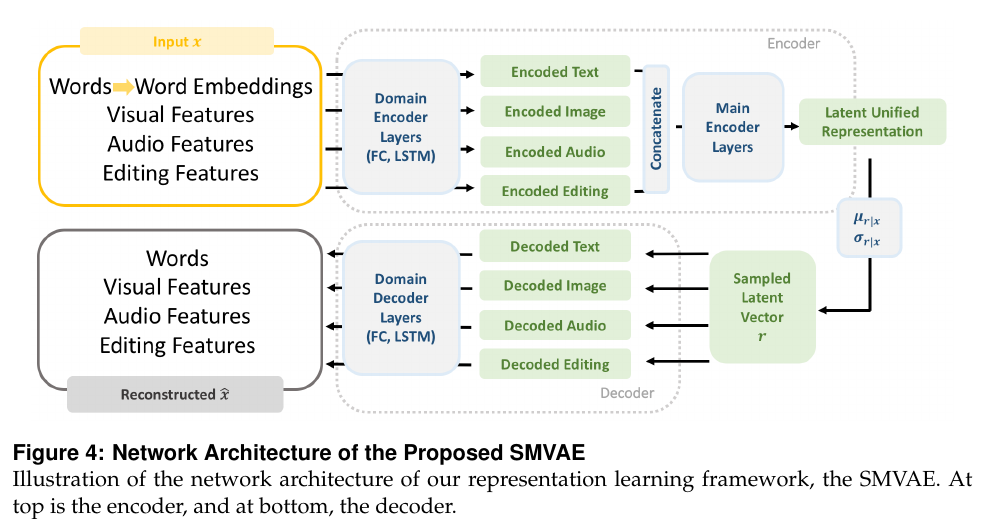 Input x
Words➡Word Embeddings
Visual Features
Audio Features
Editing Features
Encoder
Domain
Encoder
Layers
(FC, LSTM)
Encoded Text
Encoded Image
Encoded Audio
Encoded Editing
Concatenate
Main
Encoder
Layers
Latent Unified
Representation
μr|x
σr|x
Words
Visual Features
Audio Features
Editing Features
Reconstructed x̂
Domain
Decoder
Layers
(FC, LSTM)
Decoded Text
Decoded Image
Decoded Audio
Decoded Editing
Decoder
Sampled
Latent
Vector
r
Figure 4: Network Architecture of the Proposed SMVAE
Illustration of the network architecture of our representation learning framework, the SMVAE. At
top is the encoder, and at bottom, the decoder.